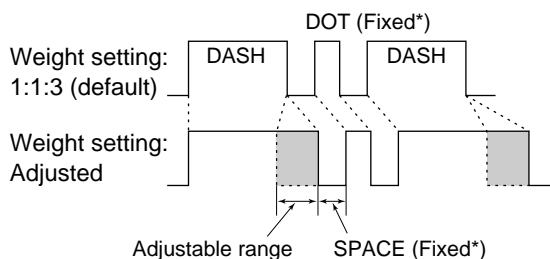 DOT (Fixed*)
Weight setting:
1:1:3 (default)
DASH
DASH
Weight setting:
Adjusted
Adjustable range
SPACE (Fixed*)